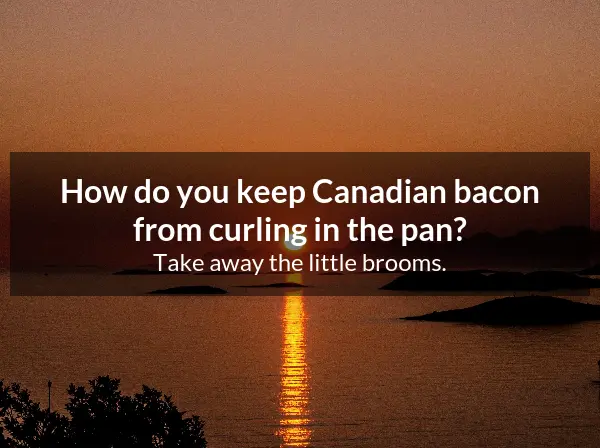 How do you keep Canadian bacon
from curling in the pan?
Take away the little brooms.